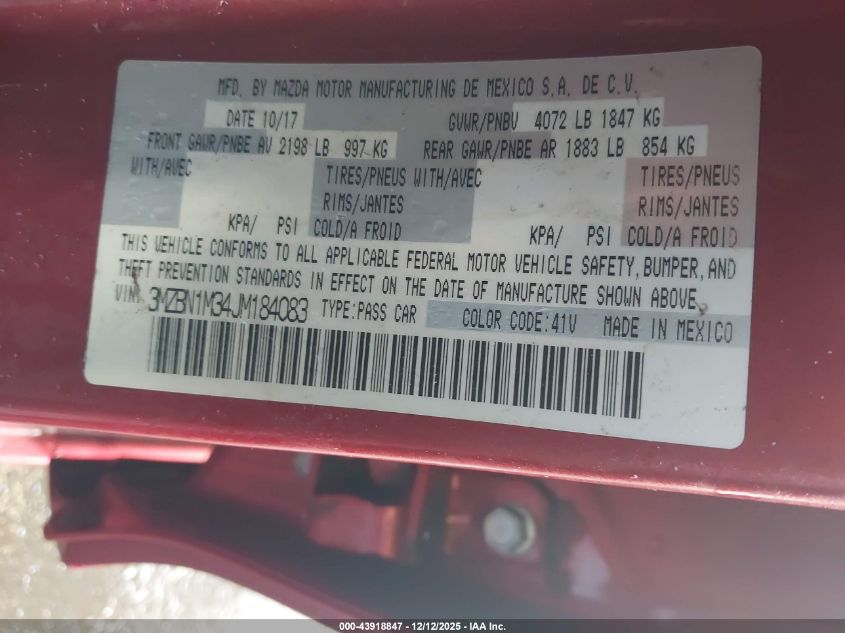 MFD. BY MAZDA MOTOR MANUFACTURING DE MEXICO S.A. DE C.V.
DATE 10/17 GVWR/PNBV 4072 LB 1847 KG
FRONT GAWR/PNBE AV 2198 LB 997 KG REAR GAWR/PNBE AR 1883 LB 854 KG
WITH/AVEC TIRES/PNEUS WITH/AVEC TIRES/PNEUS
RIMS/JANTES RIMS/JANTES
KPA/ PSI COLD/A FROID KPA/ PSI COLD/A FROID
THIS VEHICLE CONFORMS TO ALL APPLICABLE FEDERAL MOTOR VEHICLE SAFETY, BUMPER, AND
THEFT PREVENTION STANDARDS IN EFFECT ON THE DATE OF MANUFACTURE SHOWN ABOVE.
VIN: 3MZBN1M34JM184083 TYPE:PASS CAR COLOR CODE:41V MADE IN MEXICO
000-43918847 - 12/12/2025 - IAA Inc.